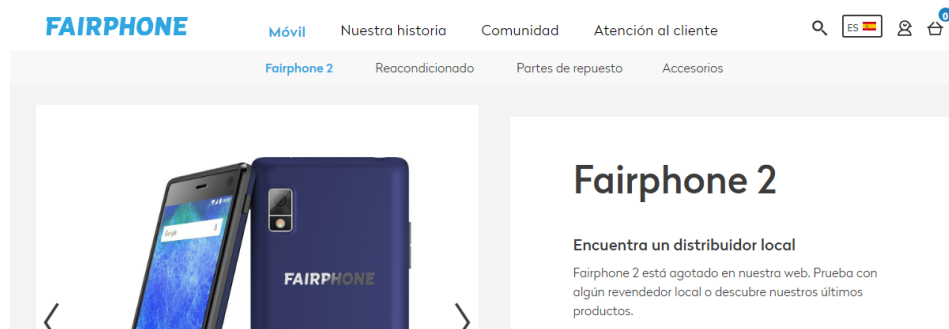 FAIRPHONE
Móvil Nuestra historia Comunidad Atención al cliente ES 0
Fairphone 2 Reacondicionado Partes de repuesto Accesorios
Google
FAIRPHONE
Fairphone 2
Encuentra un distribuidor local
Fairphone 2 está agotado en nuestra web. Prueba con
algún revendedor local o descubre nuestros últimos
productos.